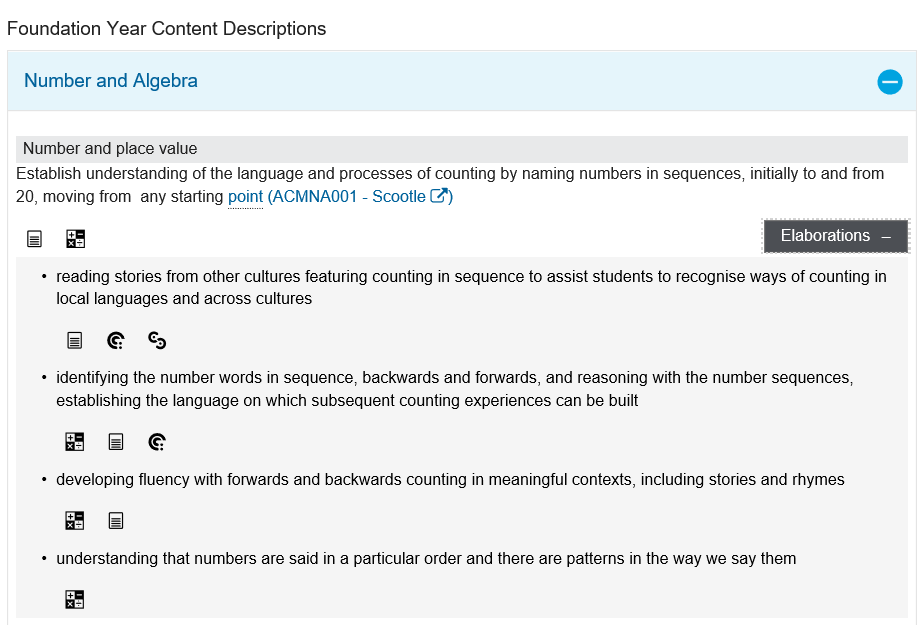 Foundation Year Content Descriptions
Number and Algebra
Number and place value
Establish understanding of the language and processes of counting by naming numbers in sequences, initially to and from
20, moving from  any starting point (ACMNA001 - Scootle )
Elaborations –
• reading stories from other cultures featuring counting in sequence to assist students to recognise ways of counting in
local languages and across cultures
• identifying the number words in sequence, backwards and forwards, and reasoning with the number sequences,
establishing the language on which subsequent counting experiences can be built
• developing fluency with forwards and backwards counting in meaningful contexts, including stories and rhymes
• understanding that numbers are said in a particular order and there are patterns in the way we say them